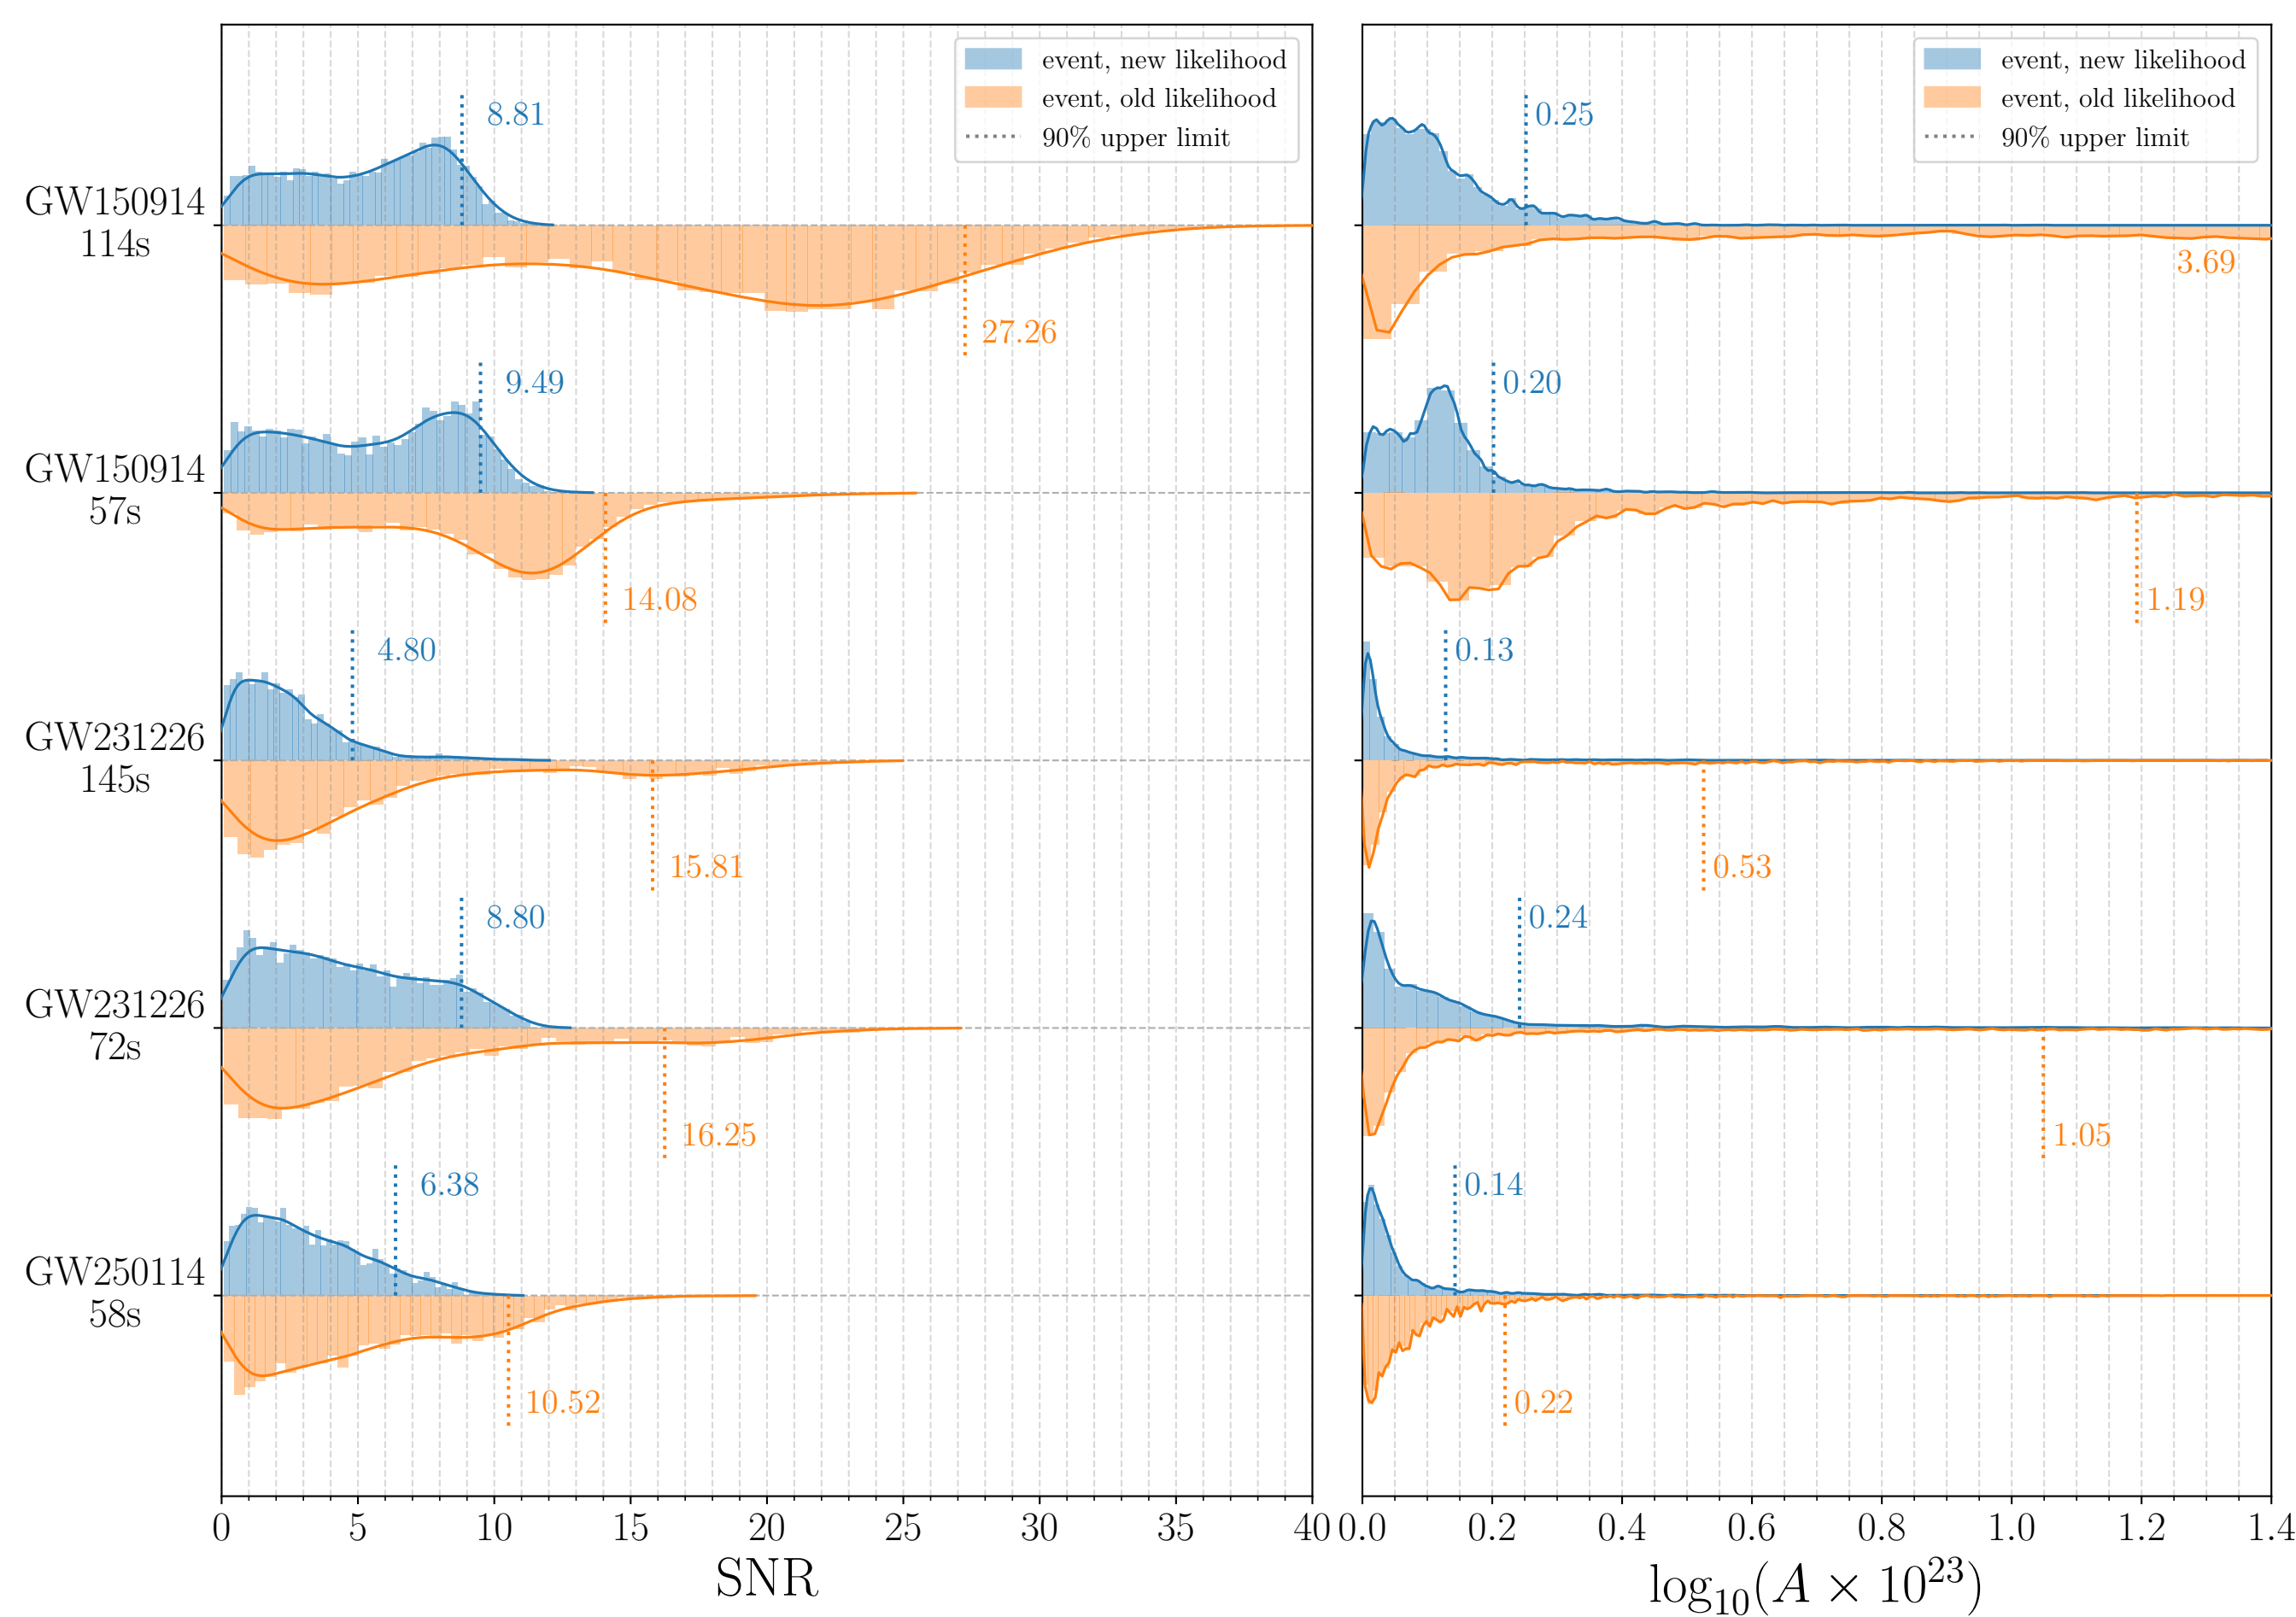 event, new likelihood
event, old likelihood
90% upper limit
8.81
27.26
9.49
14.08
4.80
15.81
8.80
16.25
6.38
10.52
GW150914
114s
GW150914
57s
GW231226
145s
GW231226
72s
GW250114
58s
0 5 10 15 20 25 30 35 40
SNR
event, new likelihood
event, old likelihood
90% upper limit
0.25
3.69
0.20
1.19
0.13
0.53
0.24
1.05
0.14
0.22
0.0 0.2 0.4 0.6 0.8 1.0 1.2 1.4
log₁₀(A × 10²³)